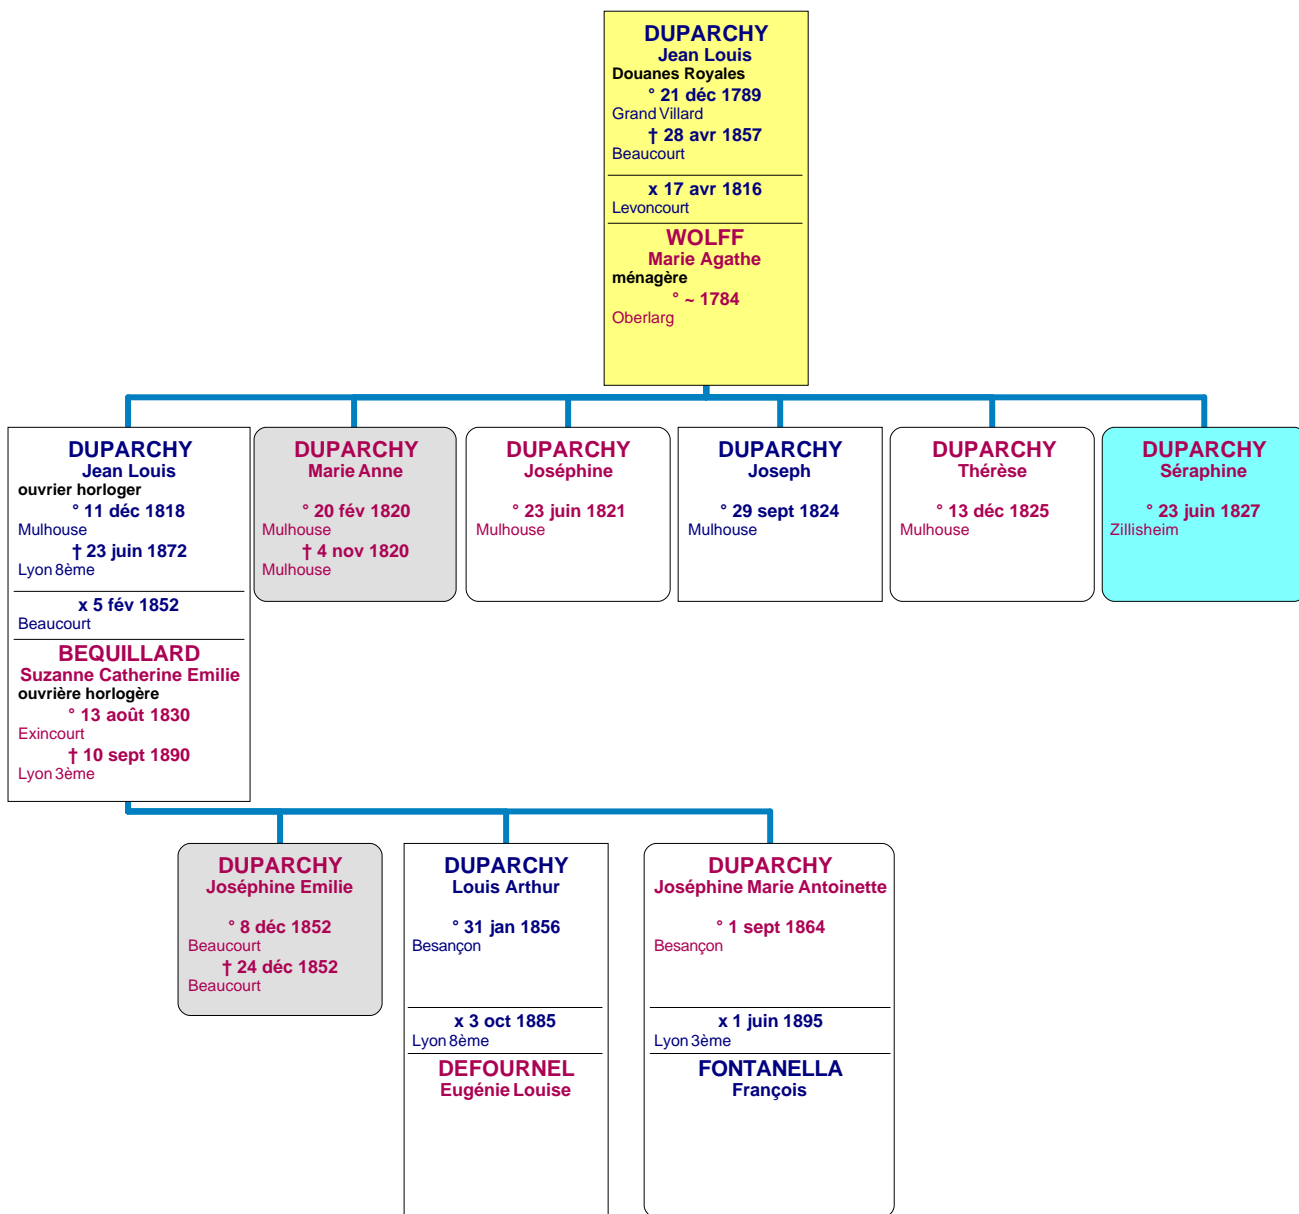 DUPARCHY
Jean Louis
Douanes Royales
° 21 déc 1789
Grand Villard
† 28 avr 1857
Beaucourt
x 17 avr 1816
Levoncourt
WOLFF
Marie Agathe
ménagère
° ~ 1784
Oberlarg
DUPARCHY
Jean Louis
ouvrier horloger
° 11 déc 1818
Mulhouse
† 23 juin 1872
Lyon 8ème
x 5 fév 1852
Beaucourt
BEQUILLARD
Suzanne Catherine Emilie
ouvrière horlogère
° 13 août 1830
Exincourt
† 10 sept 1890
Lyon 3ème
DUPARCHY
Marie Anne
° 20 fév 1820
Mulhouse
† 4 nov 1820
Mulhouse
DUPARCHY
Joséphine
° 23 juin 1821
Mulhouse
DUPARCHY
Joseph
° 29 sept 1824
Mulhouse
DUPARCHY
Thérèse
° 13 déc 1825
Mulhouse
DUPARCHY
Séraphine
° 23 juin 1827
Zillisheim
DUPARCHY
Joséphine Emilie
° 8 déc 1852
Beaucourt
† 24 déc 1852
Beaucourt
DUPARCHY
Louis Arthur
° 31 jan 1856
Besançon
x 3 oct 1885
Lyon 8ème
DEFOURNEL
Eugénie Louise
DUPARCHY
Joséphine Marie Antoinette
° 1 sept 1864
Besançon
x 1 juin 1895
Lyon 3ème
FONTANELLA
François